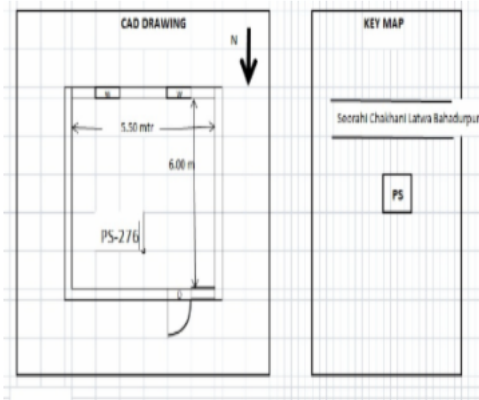 CAD DRAWING
N
W
W
5.50 mtr
6.00 m
PS-276
D
KEY MAP
Seorahi Chakhani Latwa Bahadurpur
PS